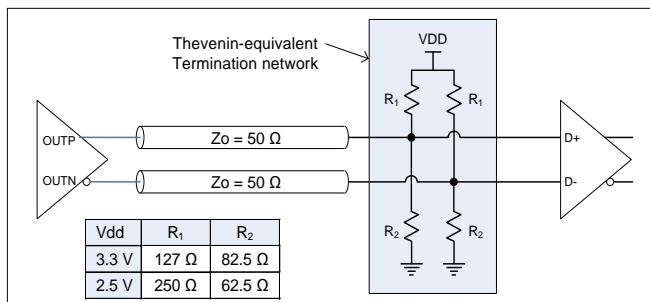 Thevenin-equivalent
Termination network
VDD
R1 R1
OUTP
Zo = 50 Ω
D+
OUTN
Zo = 50 Ω
D-
R2 R2
Vdd R1 R2
3.3 V 127 Ω 82.5 Ω
2.5 V 250 Ω 62.5 Ω